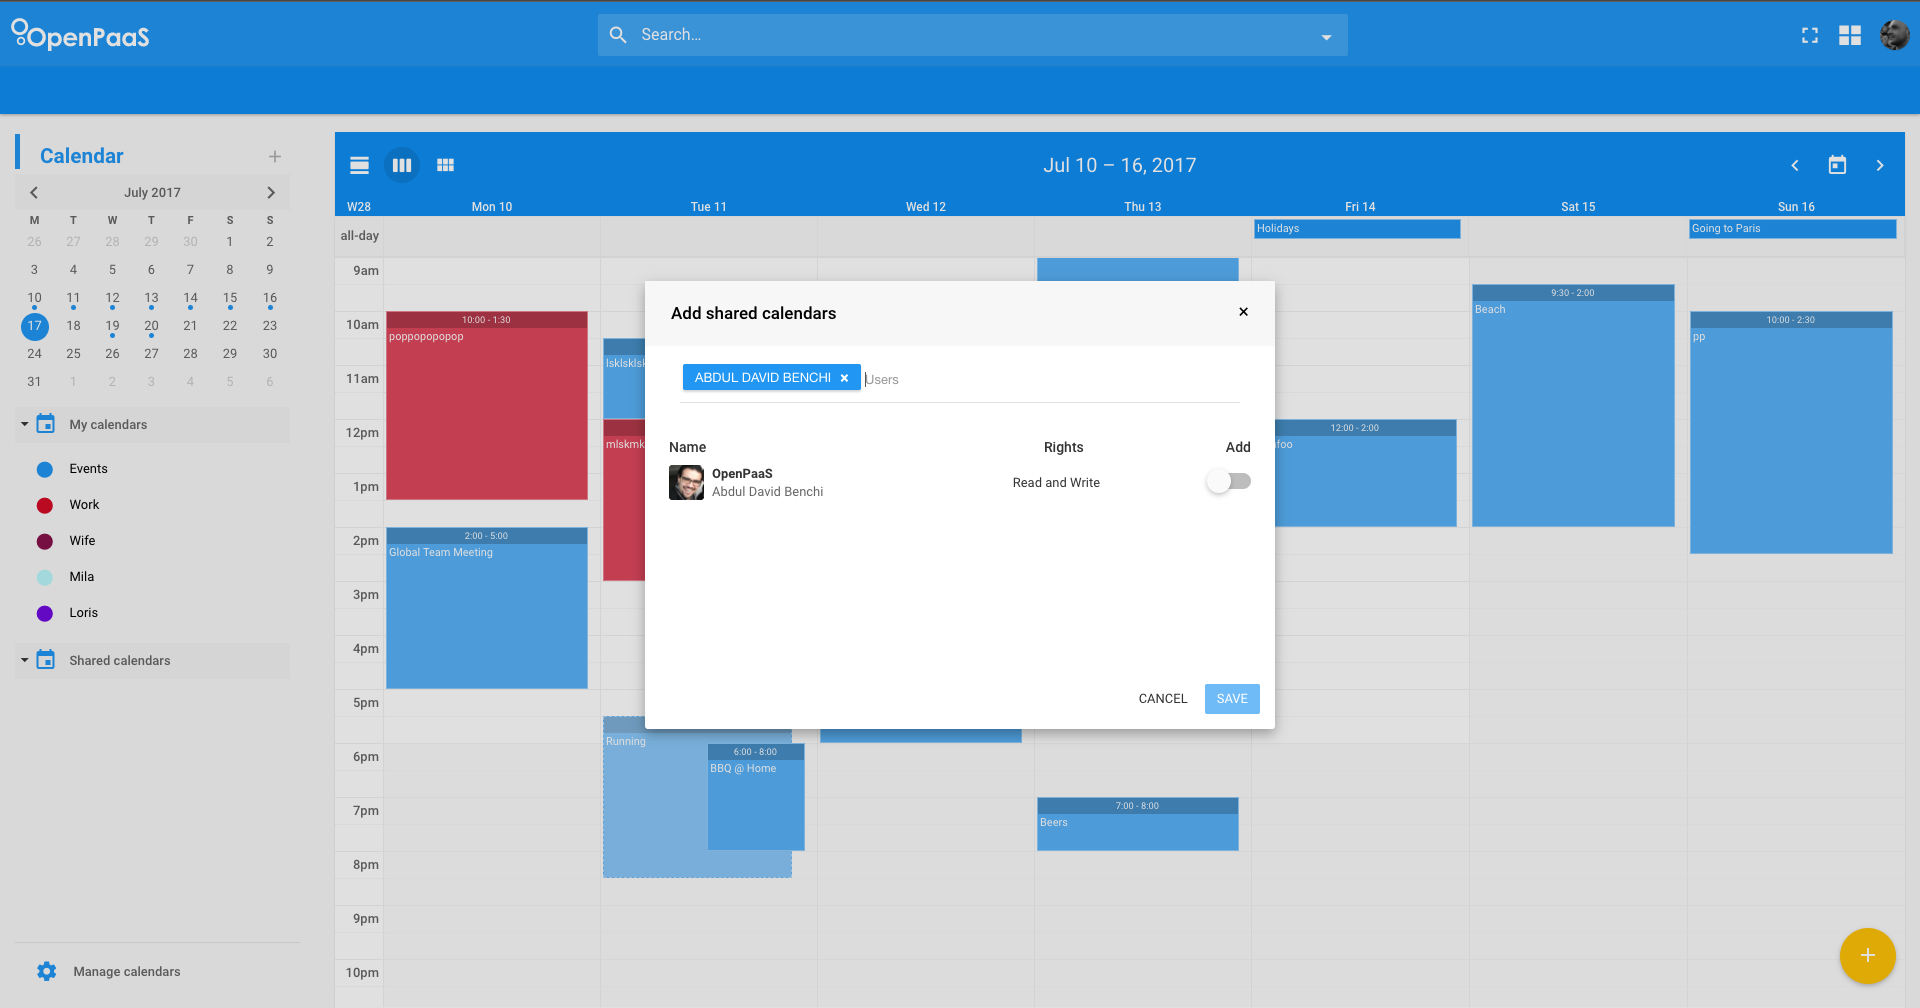 OpenPaaS
Search...
Calendar
July 2017
M T W T F S S
26 27 28 29 30 1 2
3 4 5 6 7 8 9
10 11 12 13 14 15 16
17 18 19 20 21 22 23
24 25 26 27 28 29 30
31 1 2 3 4 5 6
My calendars
Events
Work
Wife
Mila
Loris
Shared calendars
Manage calendars
Jul 10 – 16, 2017
W28 Mon 10 Tue 11 Wed 12 Thu 13 Fri 14 Sat 15 Sun 16
all-day
Holidays
Going to Paris
9am
10am
11am
12pm
1pm
2pm
3pm
4pm
5pm
6pm
7pm
8pm
9pm
10pm
10:00 - 1:30
poppopopopop
2:00 - 5:00
Global Team Meeting
lsklsklsk
mlskmk
Running
6:00 - 8:00
BBQ @ Home
7:00 - 8:00
Beers
12:00 - 2:00
foo
9:30 - 2:00
Beach
10:00 - 2:30
pp
Add shared calendars
ABDUL DAVID BENCHI
Users
Name Rights Add
OpenPaaS
Abdul David Benchi
Read and Write
CANCEL SAVE